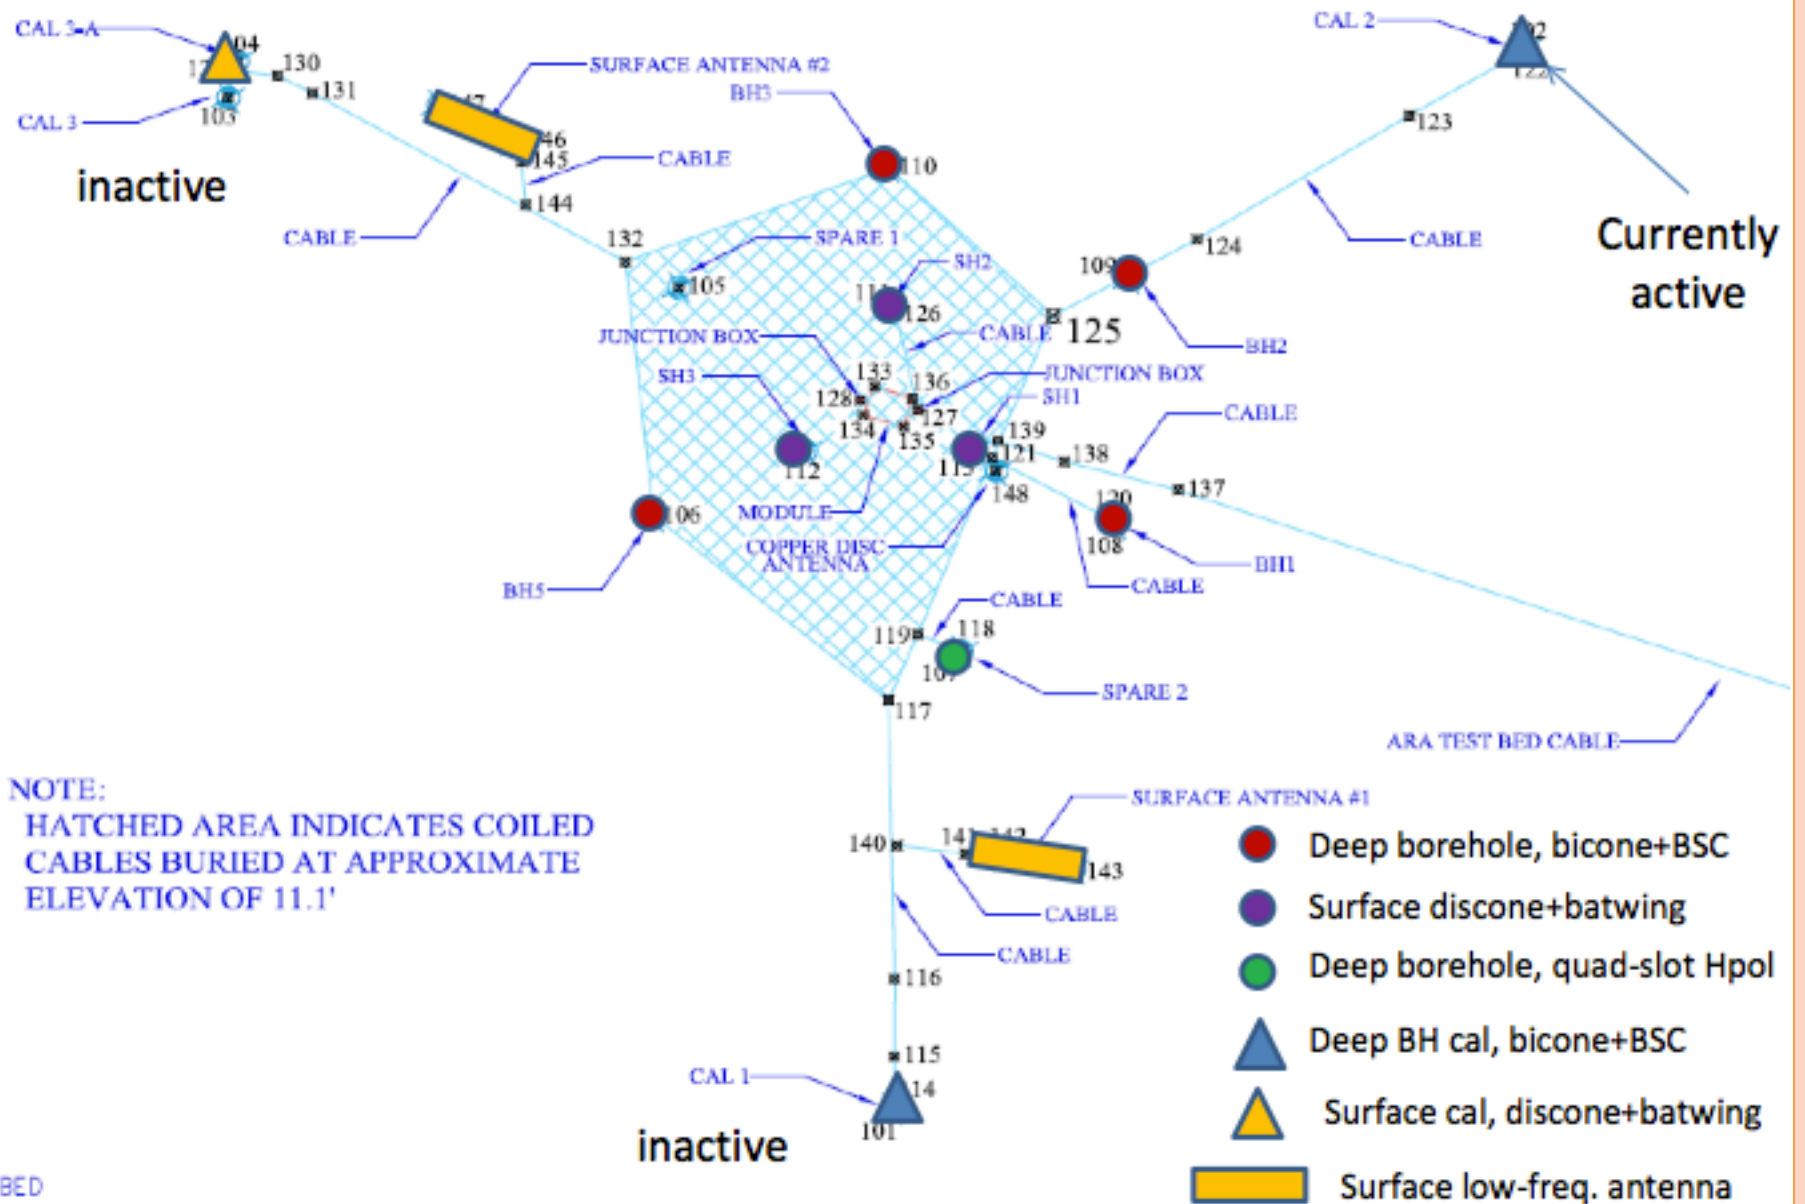 CAL 3-A
04
130
131
CAL 3
103
inactive
SURFACE ANTENNA #2
47
46
145
CABLE
144
CABLE
132
BH3
110
CAL 2
122
123
CABLE
Currently
active
124
109
BH2
125
SPARE 1
105
SH2
126
CABLE
JUNCTION BOX
133
136
JUNCTION BOX
SH3
128
127
SH1
134
135
139
CABLE
121
138
112
148
137
MODULE
120
COPPER DISC
ANTENNA
108
BH1
CABLE
106
BH5
CABLE
119
118
SPARE 2
117
ARA TEST BED CABLE
NOTE:
HATCHED AREA INDICATES COILED
CABLES BURIED AT APPROXIMATE
ELEVATION OF 11.1'
SURFACE ANTENNA #1
140
143
CABLE
CABLE
116
115
CAL 1
14
101
inactive
Deep borehole, bicone+BSC
Surface discone+batwing
Deep borehole, quad-slot Hpol
Deep BH cal, bicone+BSC
Surface cal, discone+batwing
Surface low-freq. antenna
BED